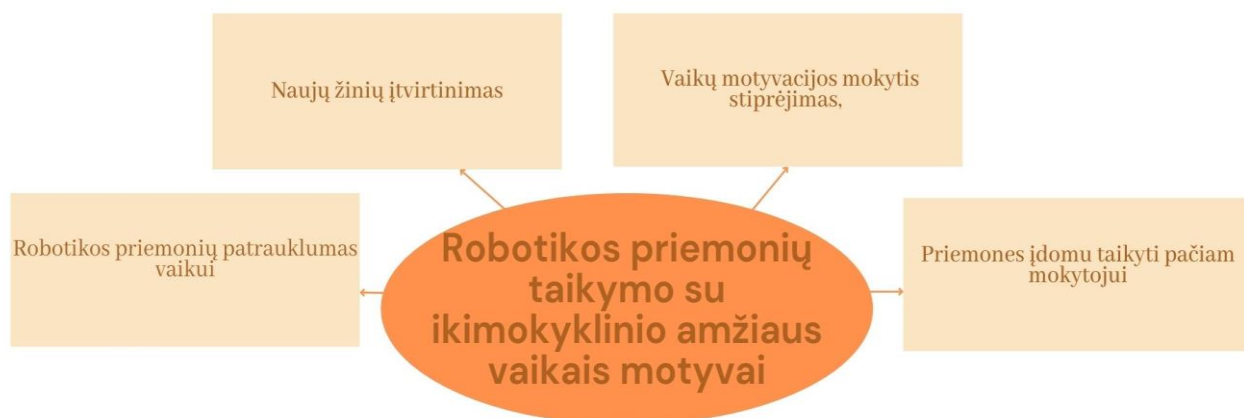 Naujų žinių įtvirtinimas
Vaikų motyvacijos mokytis
stiprėjimas,
Robotikos priemonių patrauklumas
vaikui
Priemones įdomu taikyti pačiam
mokytojui
Robotikos priemonių
taikymo su
ikimokyklinio amžiaus
vaikais motyvai